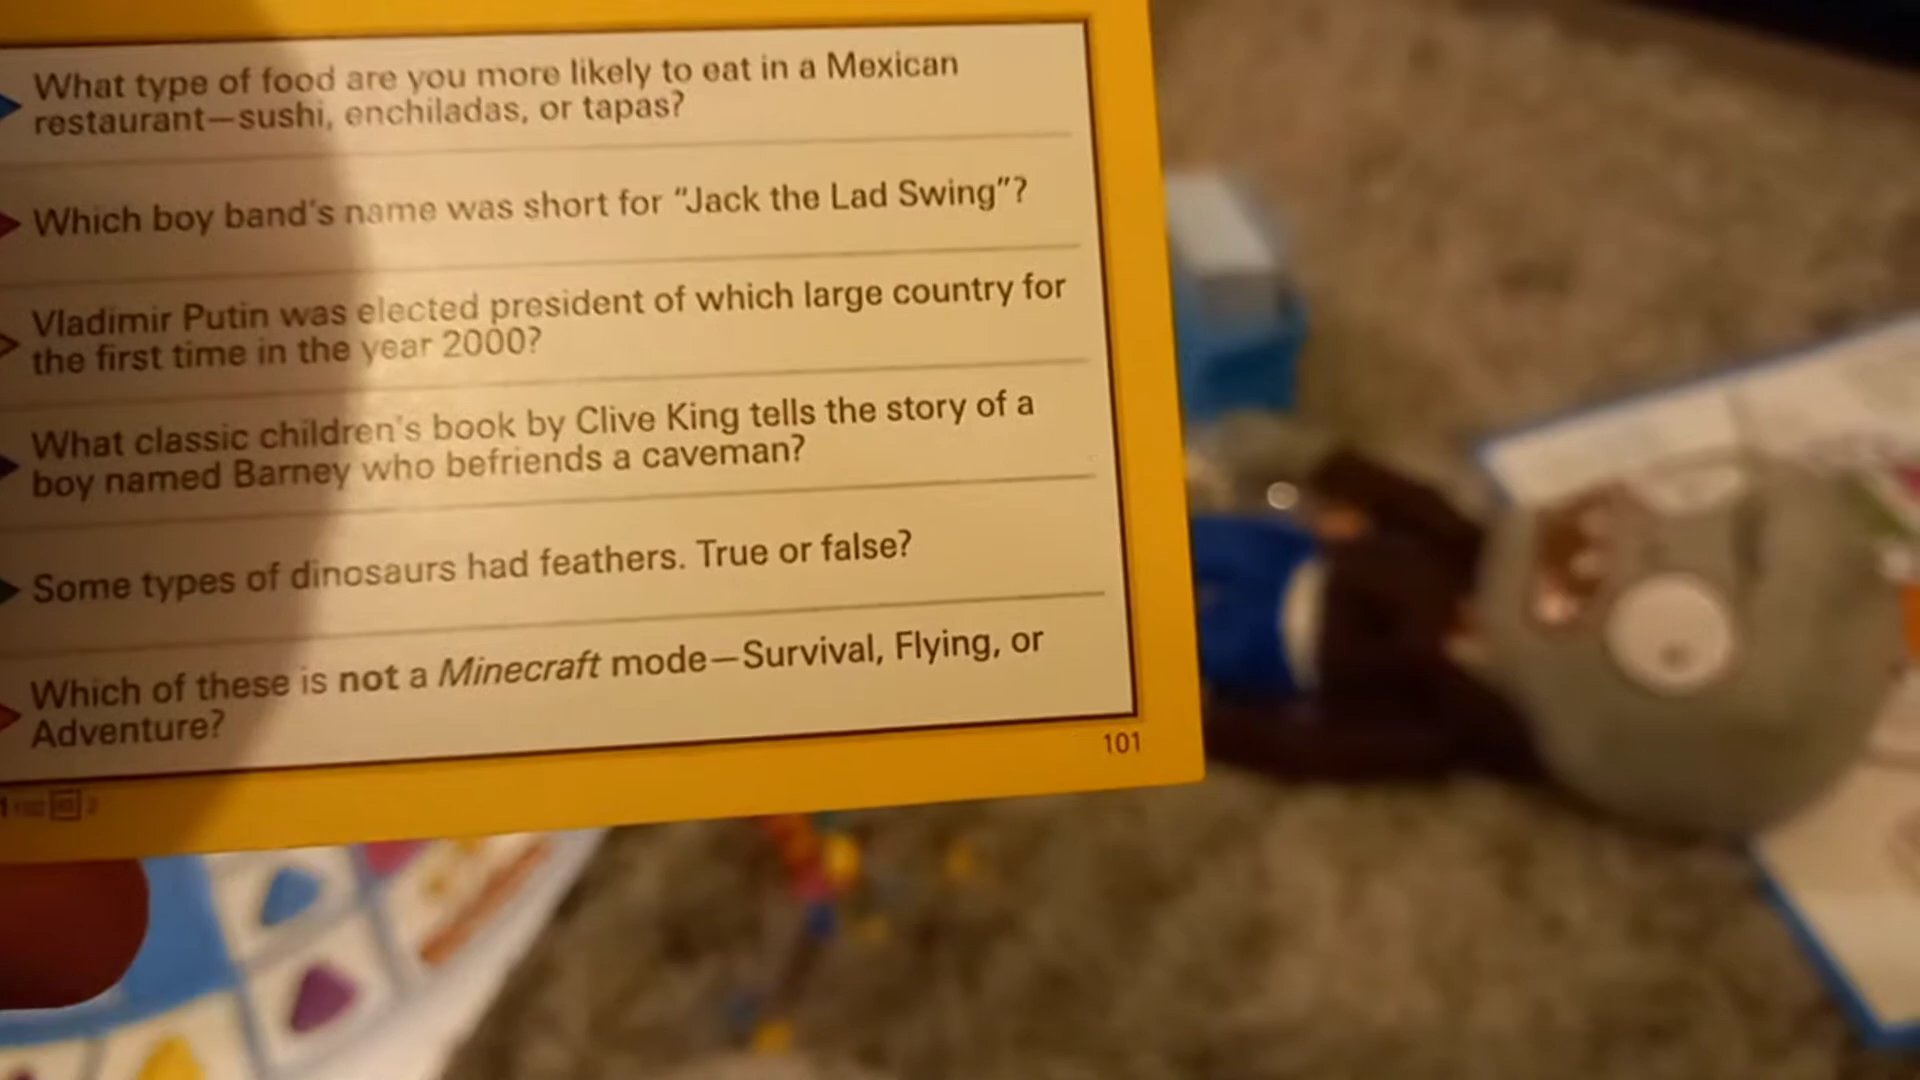 What type of food are you more likely to eat in a Mexican
restaurant—sushi, enchiladas, or tapas?
Which boy band's name was short for “Jack the Lad Swing”?
Vladimir Putin was elected president of which large country for
the first time in the year 2000?
What classic children's book by Clive King tells the story of a
boy named Barney who befriends a caveman?
Some types of dinosaurs had feathers. True or false?
Which of these is not a Minecraft mode—Survival, Flying, or
Adventure?
101